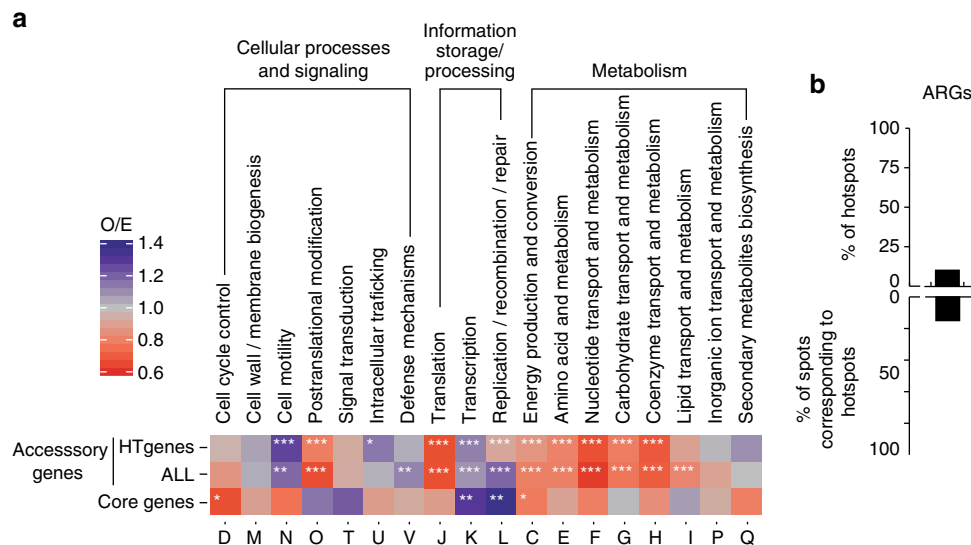 a
Cellular processes
and signaling
Information
storage/
processing
Metabolism
O/E
1.4
1.2
1.0
0.8
0.6
Cell cycle control
Cell wall / membrane biogenesis
Cell motility
Postranslational modification
Signal transduction
Intracellular traficking
Defense mechanisms
Translation
Transcription
Replication / recombination / repair
Energy production and conversion
Amino acid and metabolism
Nucleotide transport and metabolism
Carbohydrate transport and metabolism
Coenzyme transport and metabolism
Lipid transport and metabolism
Inorganic ion transport and metabolism
Secondary metabolites biosynthesis
Accesssory
genes
HTgenes
*** *** * *** *** *** *** *** *** *** ***
ALL
** *** ** *** *** *** *** *** *** *** *** ***
Core genes
* ** ** *
D M N O T U V J K L C E F G H I P Q
b
ARGs
% of hotspots
100
75
50
25
0
% of spots
corresponding to
hotspots
0
50
100